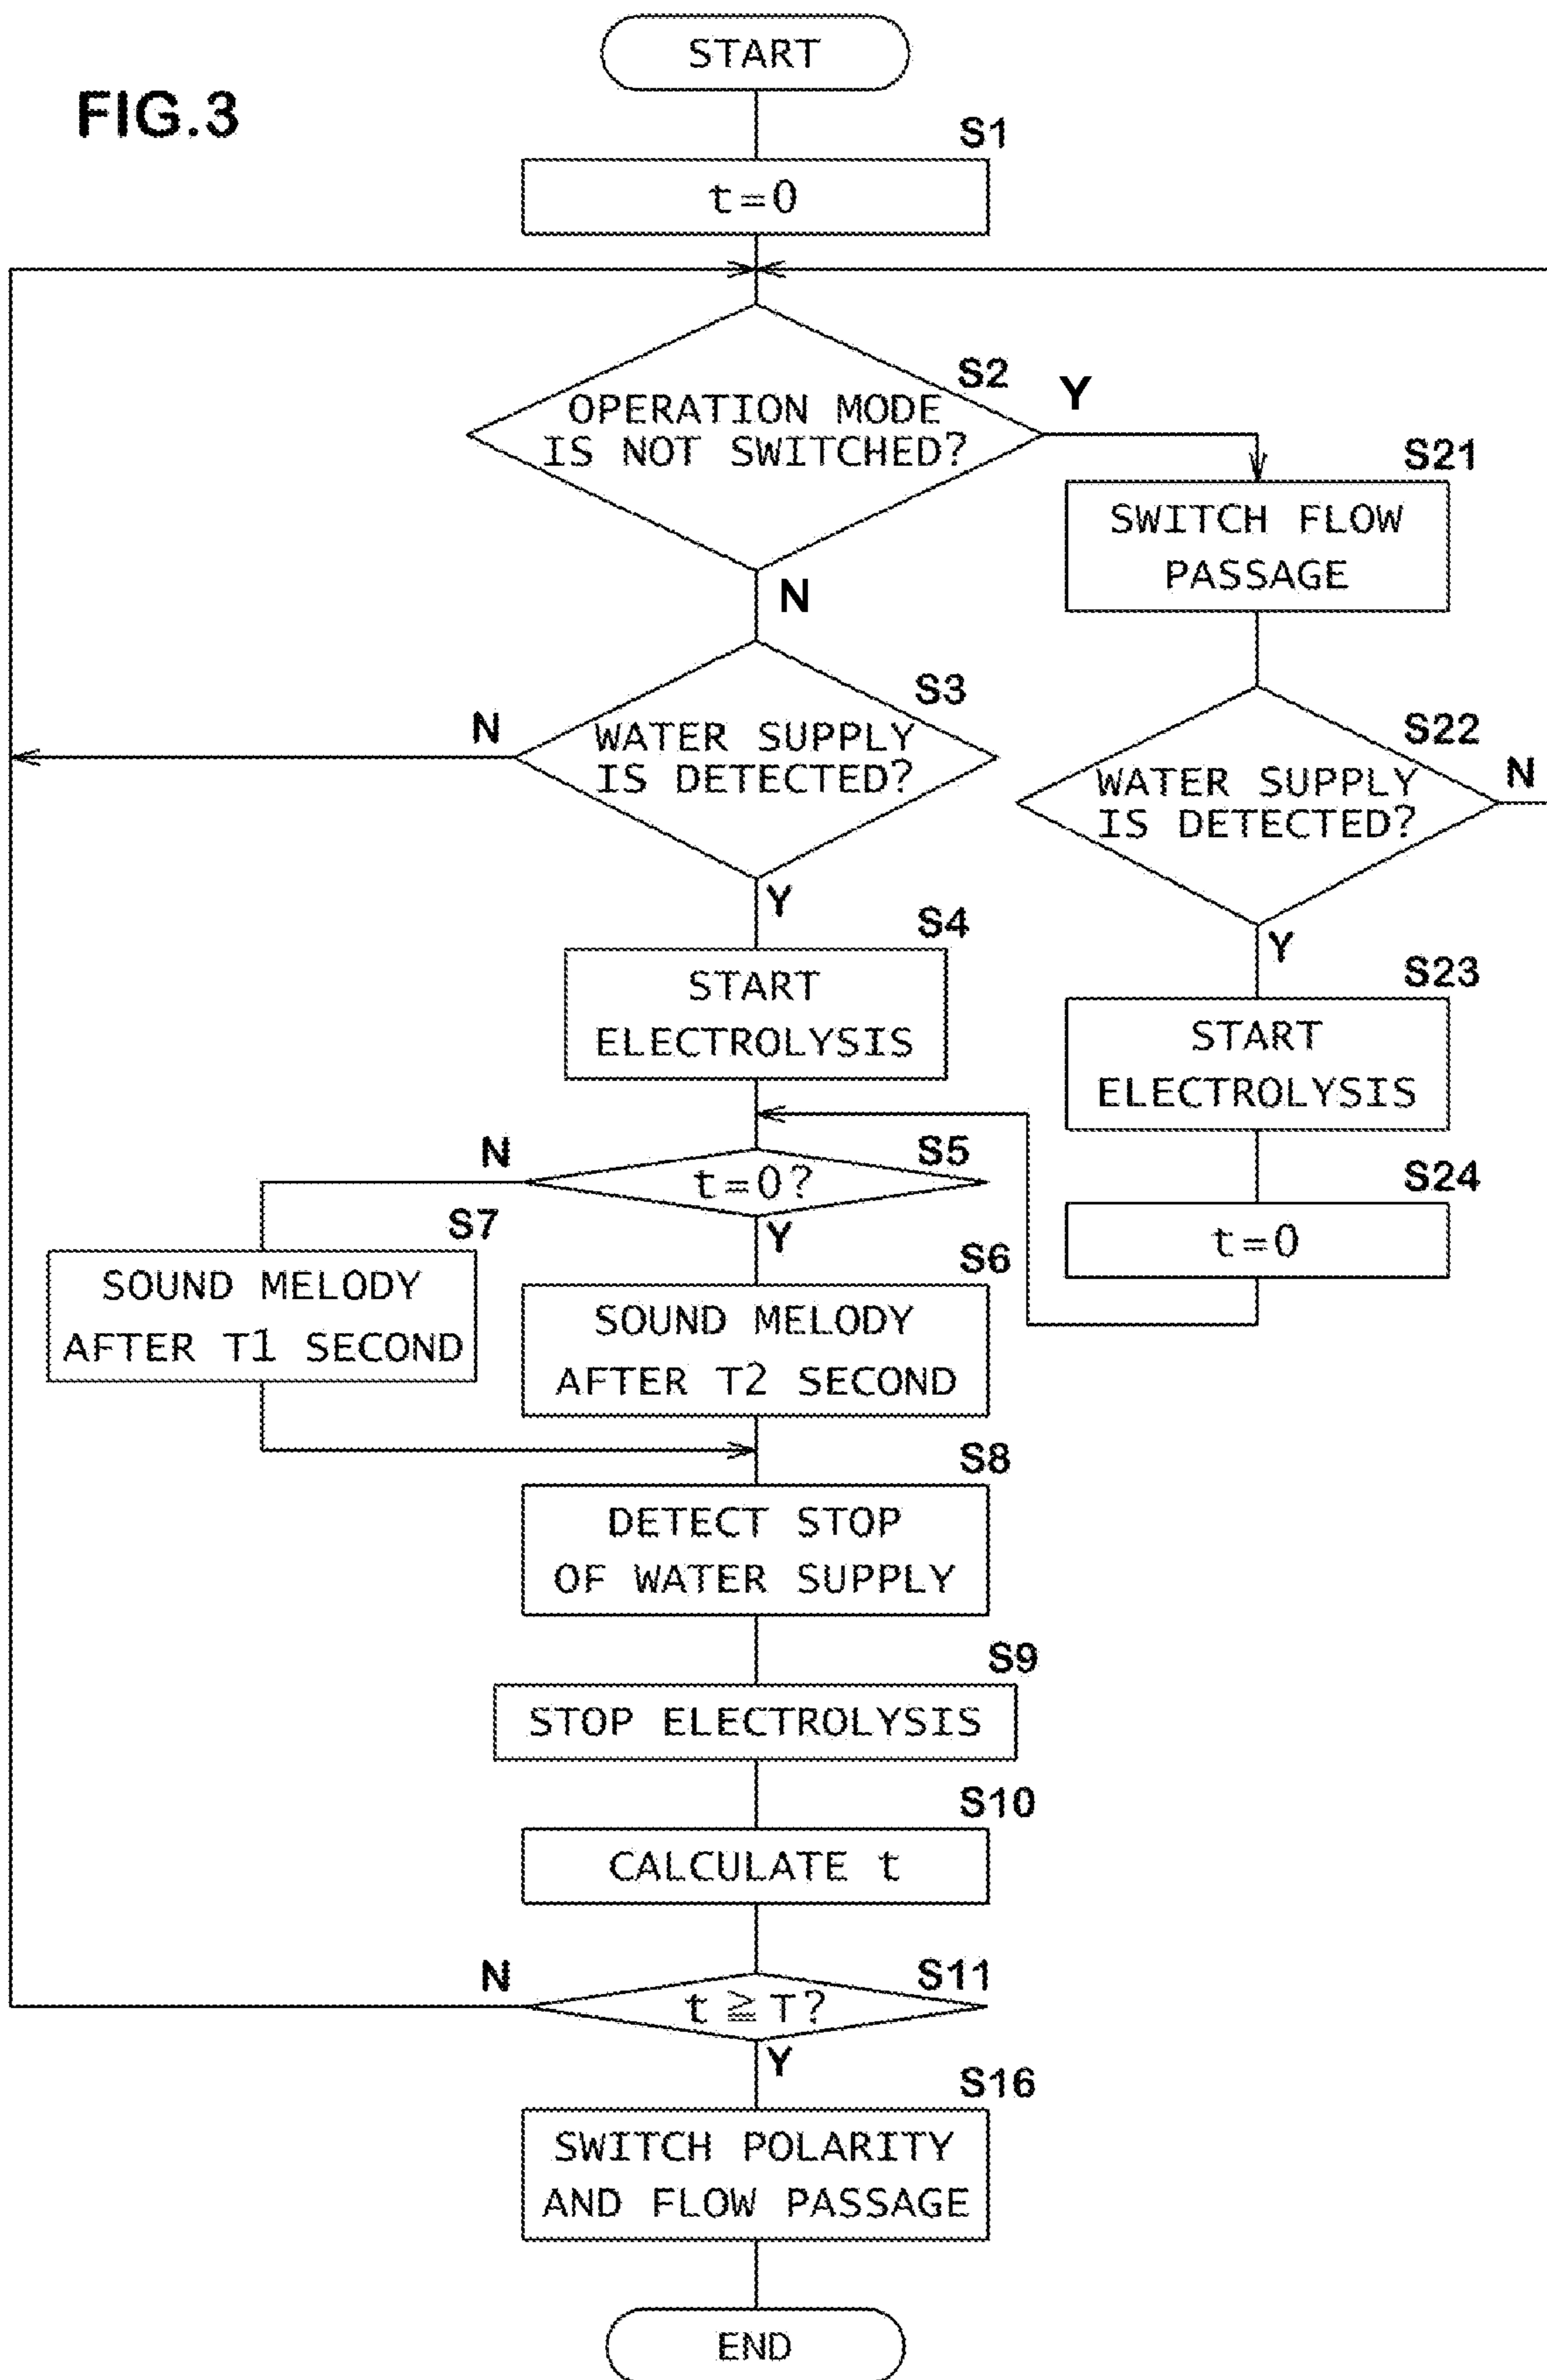 FIG.3
START
S1
t=0
S2
OPERATION MODE
IS NOT SWITCHED?
Y
N
S21
SWITCH FLOW
PASSAGE
S3
WATER SUPPLY
IS DETECTED?
N
Y
S22
WATER SUPPLY
IS DETECTED?
N
Y
S4
START
ELECTROLYSIS
S23
START
ELECTROLYSIS
S5
t=0?
N
Y
S24
t=0
S7
SOUND MELODY
AFTER T1 SECOND
S6
SOUND MELODY
AFTER T2 SECOND
S8
DETECT STOP
OF WATER SUPPLY
S9
STOP ELECTROLYSIS
S10
CALCULATE t
S11
t ≧ T?
N
Y
S16
SWITCH POLARITY
AND FLOW PASSAGE
END